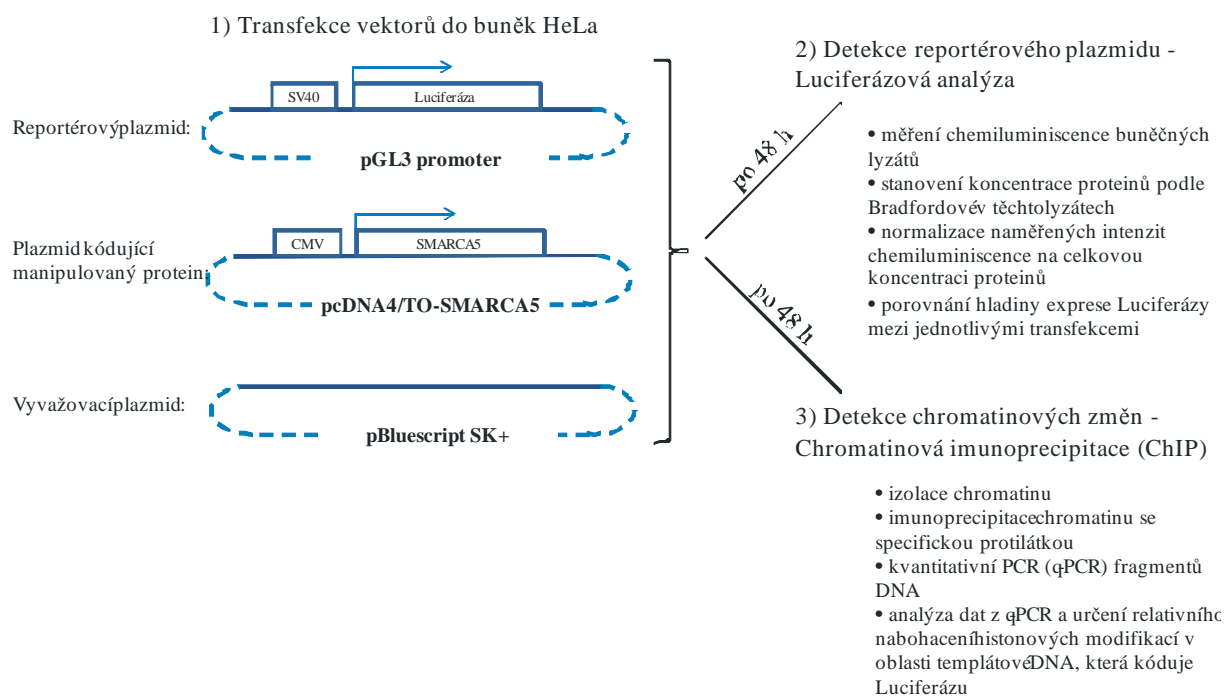 1) Transfekce vektorů do buněk HeLa
SV40
Luciferáza
Reportérovýplazmid:
pGL3 promoter
CMV
SMARCA5
Plazmid kódující
manipulovaný protein:
pcDNA4/TO-SMARCA5
Vyvažovacíplazmid:
pBluescript SK+
po 48 h
po 48 h
2) Detekce reportérového plazmidu -
Luciferázová analýza
• měření chemiluminiscence buněčných
lyzátů
• stanovení koncentrace proteinů podle
Bradfordovév těchtolyzátech
• normalizace naměřených intenzit
chemiluminiscence na celkovou
koncentraci proteinů
• porovnání hladiny exprese Luciferázy
mezi jednotlivými transfekcemi
3) Detekce chromatinových změn -
Chromatinová imunoprecipitace (ChIP)
• izolace chromatinu
• imunoprecipitacechromatinu se
specifickou protilátkou
• kvantitativní PCR (qPCR) fragmentů
DNA
• analýza dat z qPCR a určení relativního
nabohaceníhistonových modifikací v
oblasti templátovéDNA, která kóduje
Luciferázu